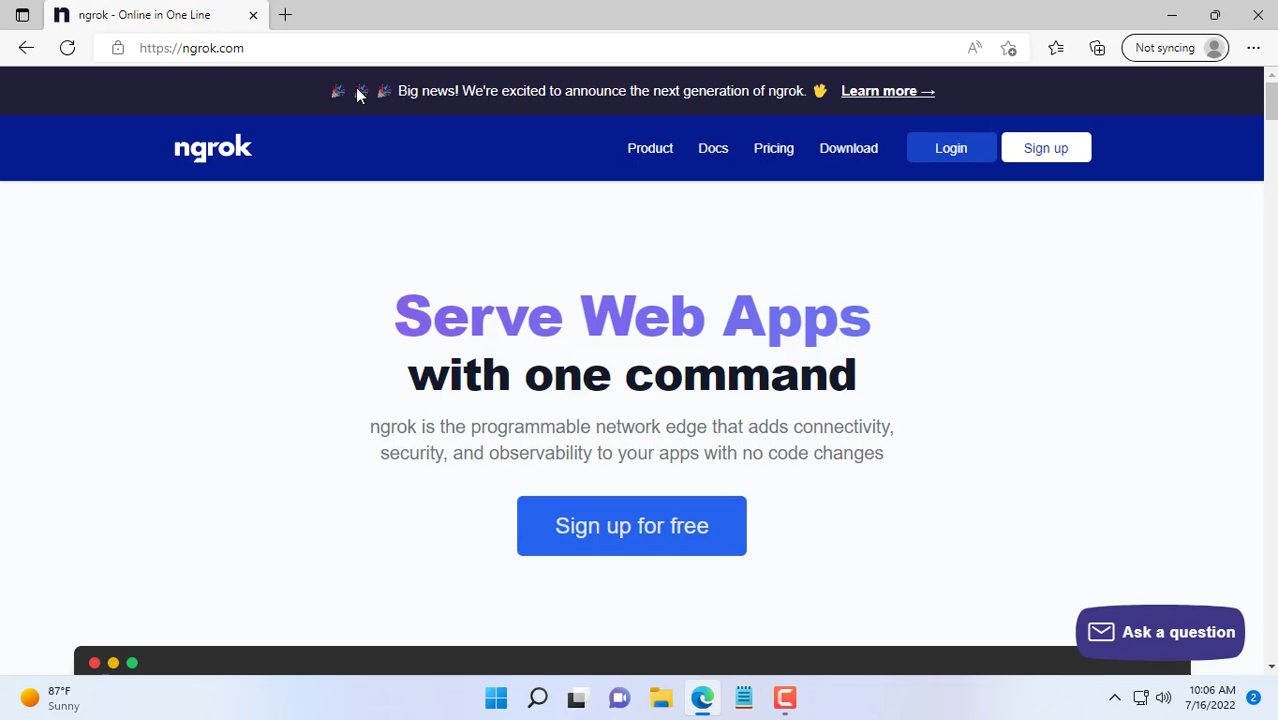 ngrok - Online in One Line
https://ngrok.com
Not syncing
Big news! We're excited to announce the next generation of ngrok. Learn more →
ngrok
Product
Docs
Pricing
Download
Login
Sign up
Serve Web Apps
with one command
ngrok is the programmable network edge that adds connectivity,
security, and observability to your apps with no code changes
Sign up for free
Ask a question
87°F
Sunny
10:06 AM
7/16/2022
2